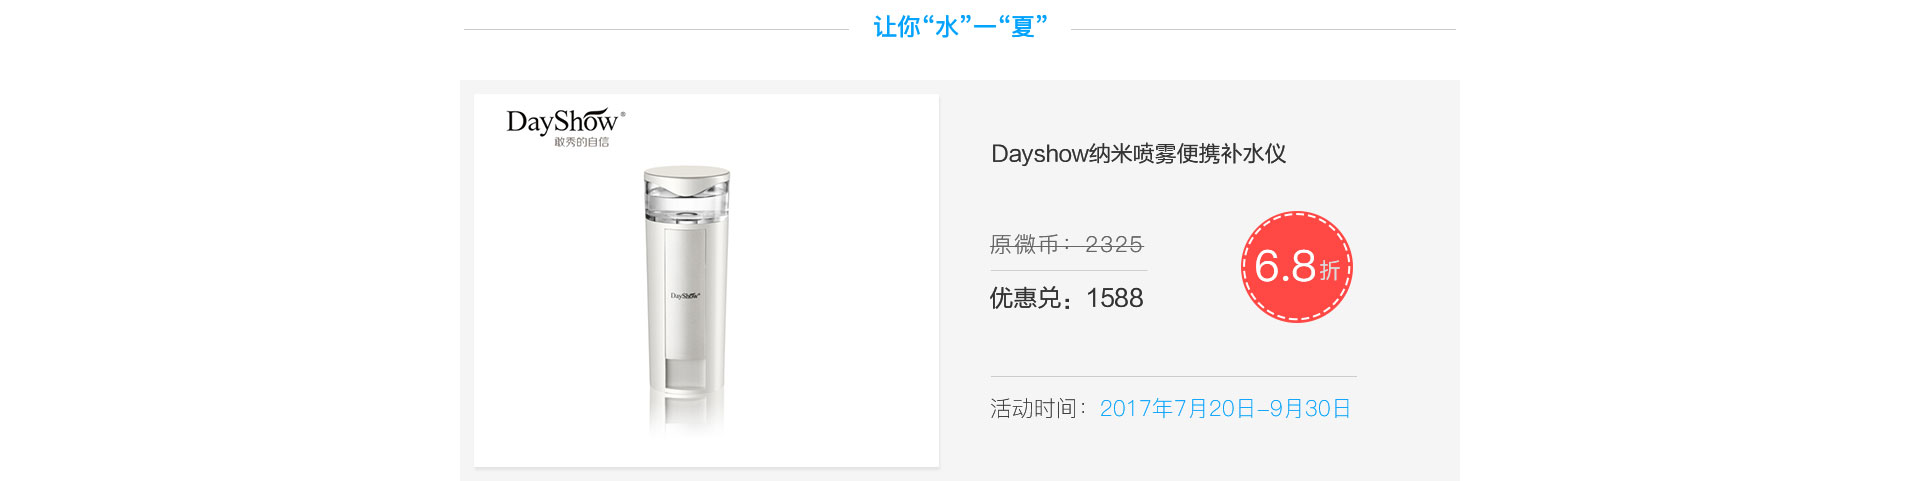 让你“水”一“夏”
DayShow®
敢秀的自信
DayShow®
Dayshow纳米喷雾便携补水仪
原微币：2325
优惠兑：1588
6.8折
活动时间：2017年7月20日-9月30日